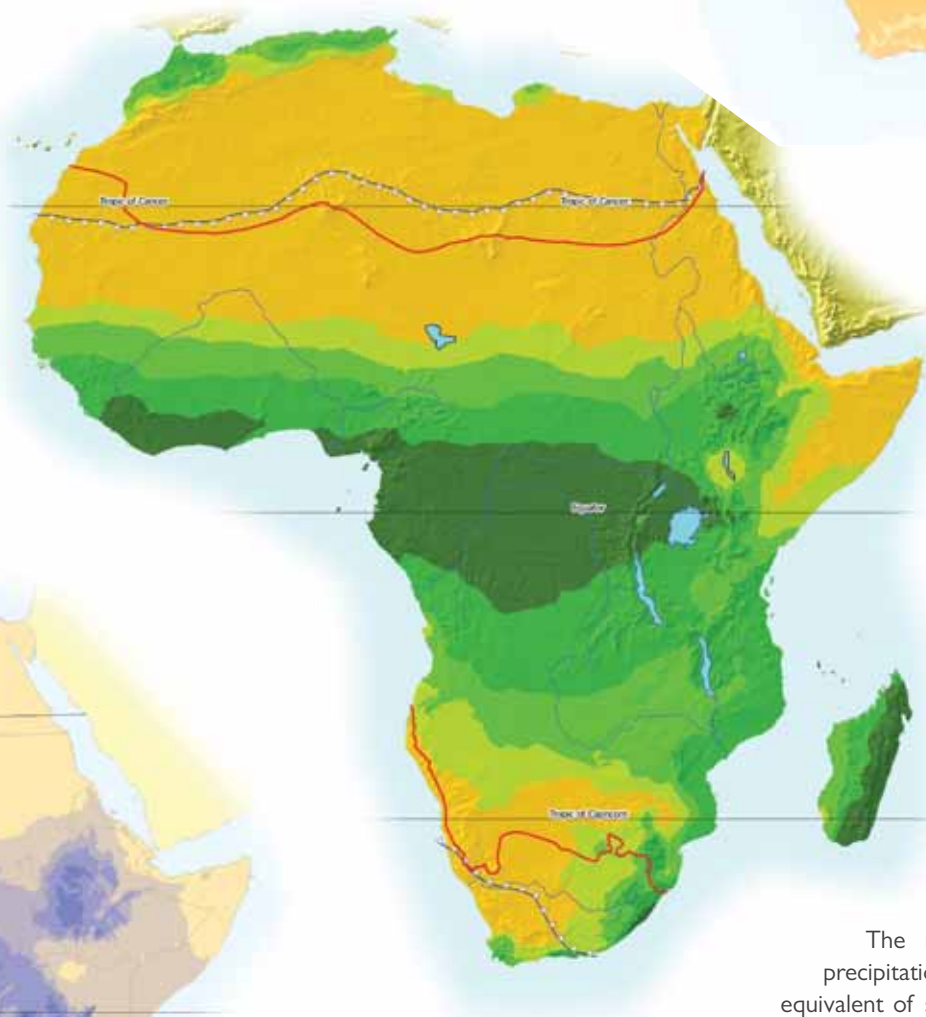 Tropic of Cancer
Tropic of Cancer
Equator
Tropic of Capricorn
The
precipitatio
equivalent of